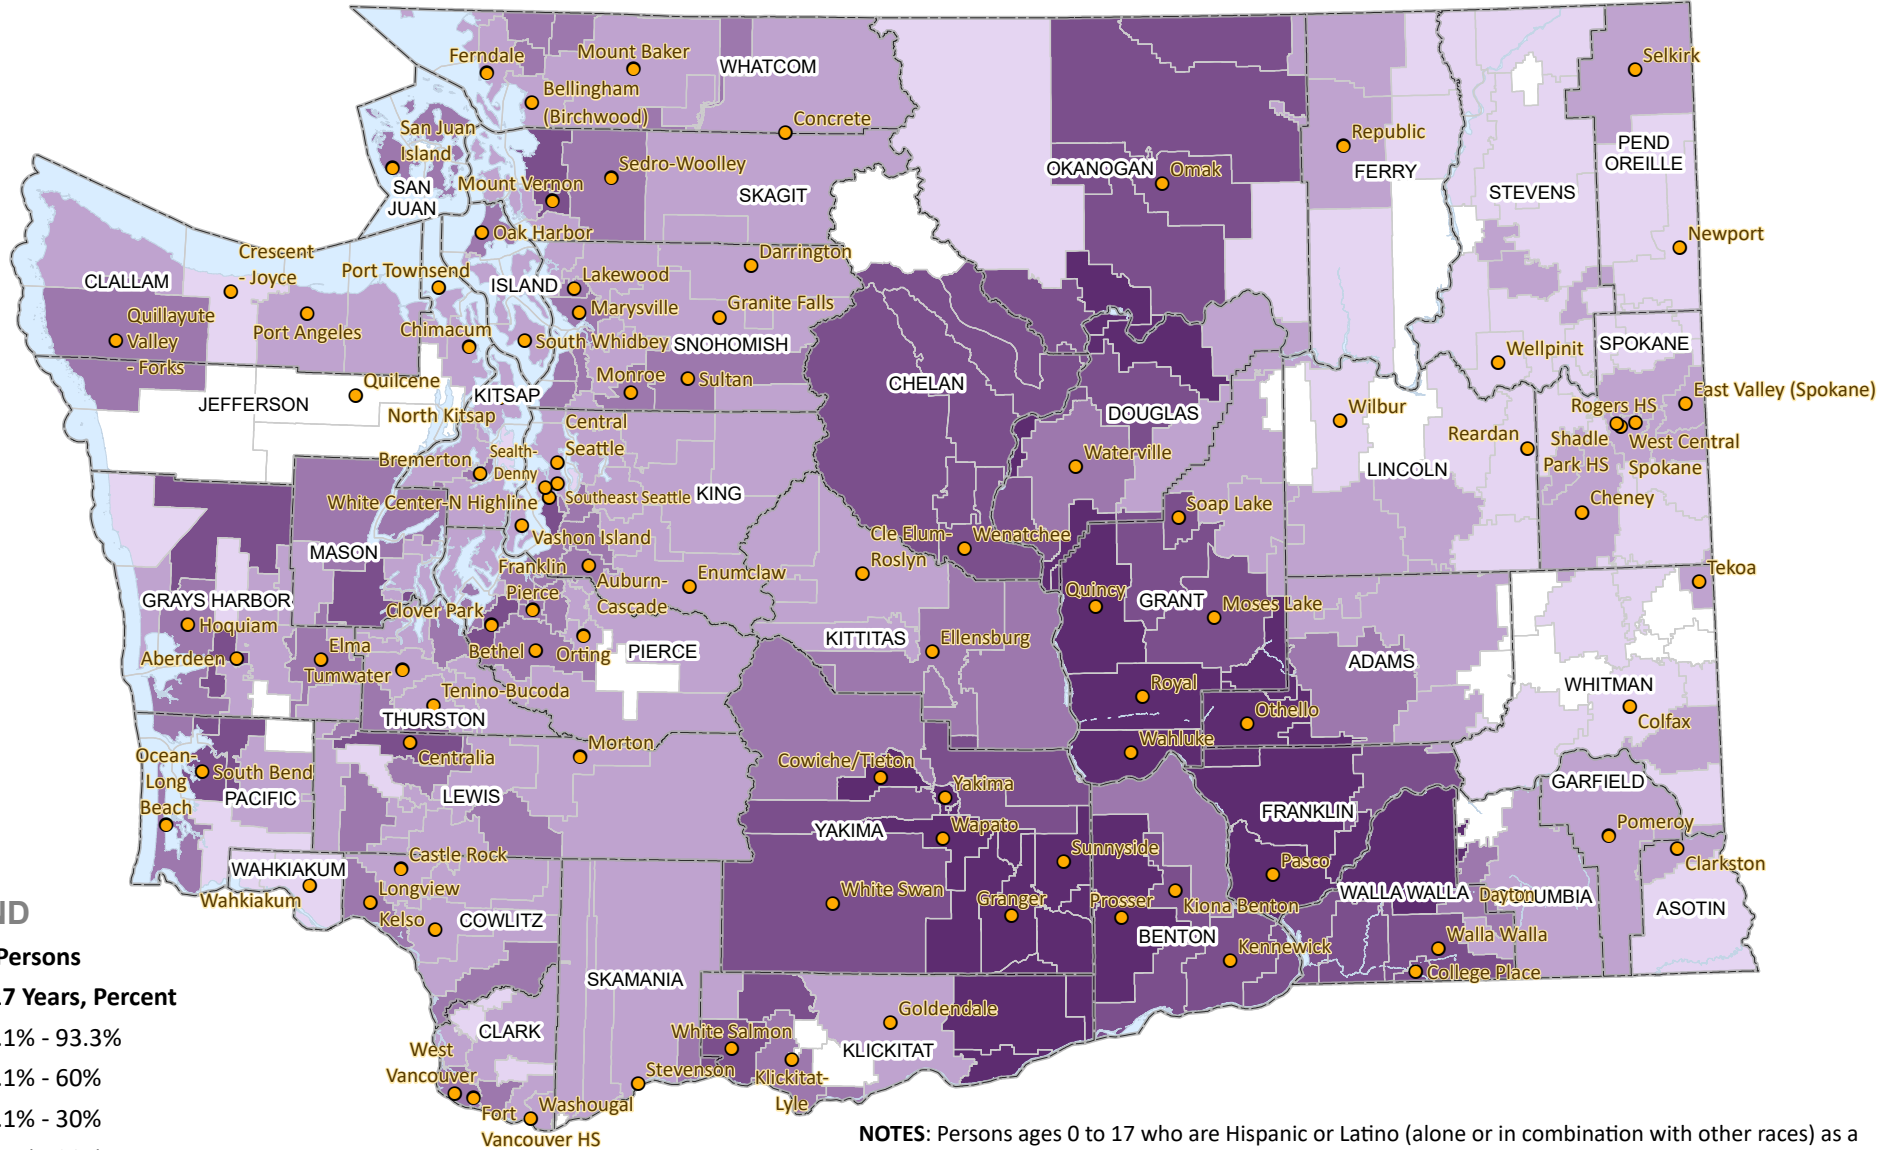 Ferndale
Mount Baker
WHATCOM
Bellingham
(Birchwood)
Concrete
San Juan
Island
SAN
JUAN
Mount Vernon
Sedro-Woolley
SKAGIT
Oak Harbor
OKANOGAN
Omak
Republic
FERRY
STEVENS
Selkirk
PEND
OREILLE
Newport
CLALLAM
Crescent
- Joyce
Port Townsend
ISLAND
Lakewood
Darrington
Marysville
Granite Falls
Quillayute
Valley
- Forks
Port Angeles
Chimacum
South Whidbey
SNOHOMISH
Monroe
Sultan
Quilcene
JEFFERSON
KITSAP
North Kitsap
CHELAN
DOUGLAS
Waterville
Wilbur
Wellpinit
SPOKANE
East Valley (Spokane)
Rogers HS
Reardan
Shadle
Park HS
West Central
Spokane
LINCOLN
Cheney
Central
Seattle
Bremerton
Sealth-
Denny
White Center-N Highline
Southeast Seattle
KING
Vashon Island
MASON
Franklin
Pierce
Auburn-
Cascade
Enumclaw
Cle Elum-
Roslyn
Wenatchee
Soap Lake
Quincy
GRANT
Moses Lake
Tekoa
GRAYS HARBOR
Hoquiam
Clover Park
Aberdeen
Elma
Tumwater
Bethel
Orting
PIERCE
KITTITAS
Ellensburg
ADAMS
WHITMAN
Colfax
Tenino-Bucoda
THURSTON
Royal
Othello
Wahluke
Ocean-
Long
Beach
South Bend
PACIFIC
Centralia
Morton
LEWIS
Cowiche/Tieton
Yakima
YAKIMA
Wapato
FRANKLIN
GARFIELD
Pomeroy
Clarkston
WAHKIAKUM
Wahkiakum
Castle Rock
Longview
Kelso
COWLITZ
White Swan
Sunnyside
Granger
Prosser
Kiona Benton
BENTON
Pasco
Kennewick
WALLA WALLA
Dayton
Walla Walla
College Place
ASOTIN
SKAMANIA
CLARK
West
Vancouver
Fort
Vancouver HS
Washougal
Stevenson
White Salmon
Klickitat-
Lyle
Goldendale
KLICKITAT
ND
Persons
17 Years, Percent
.1% - 93.3%
.1% - 60%
.1% - 30%
NOTES: Persons ages 0 to 17 who are Hispanic or Latino (alone or in combination with other races) as a